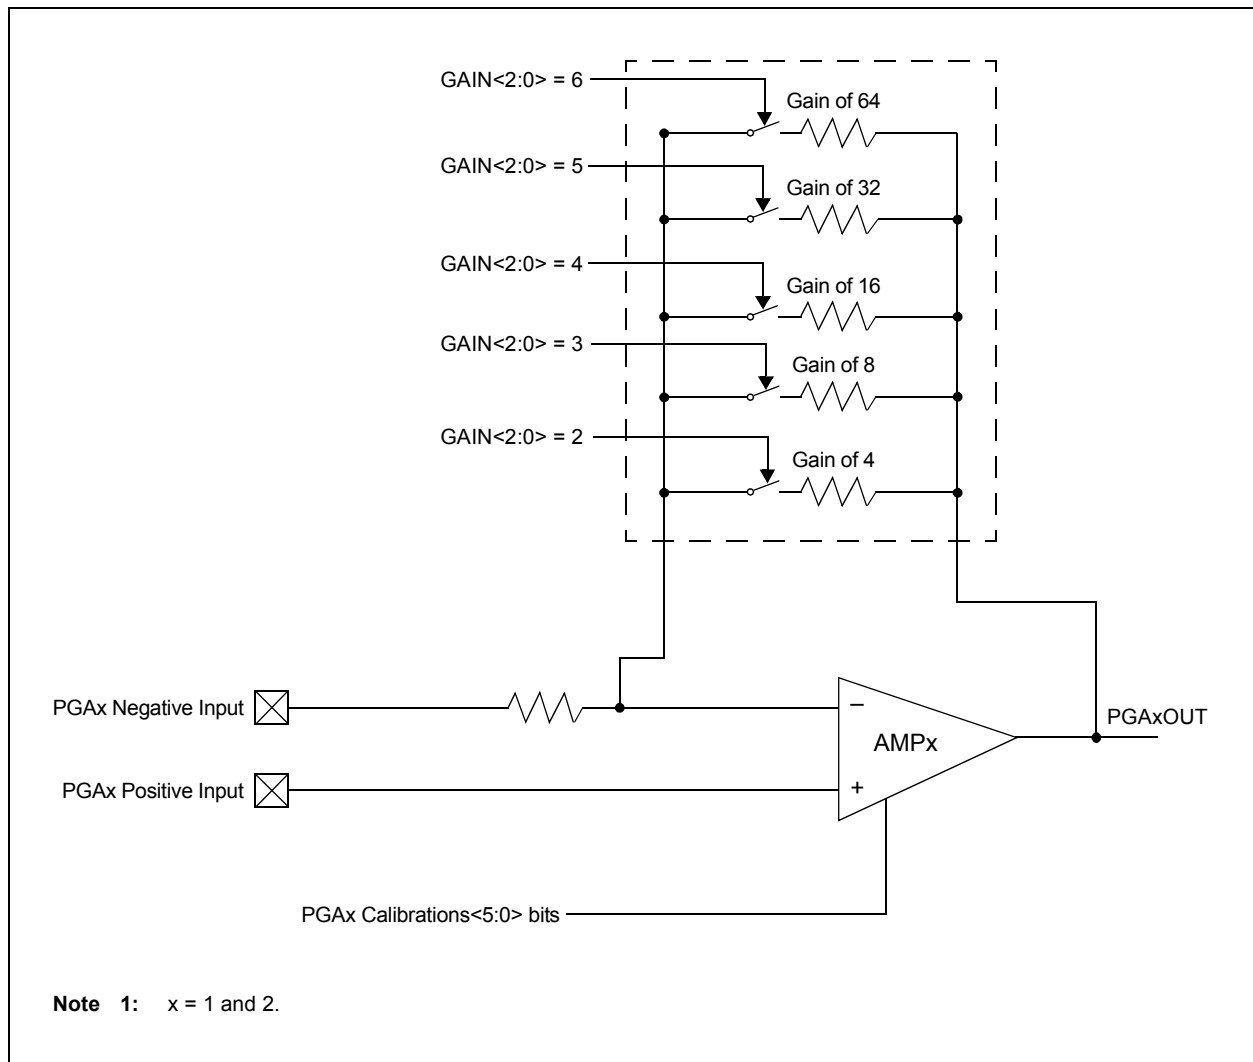 GAIN<2:0> = 6
Gain of 64
GAIN<2:0> = 5
Gain of 32
GAIN<2:0> = 4
Gain of 16
GAIN<2:0> = 3
Gain of 8
GAIN<2:0> = 2
Gain of 4
PGAx Negative Input
–
PGAxOUT
AMPx
PGAx Positive Input
+
PGAx Calibrations<5:0> bits
Note 1: x = 1 and 2.